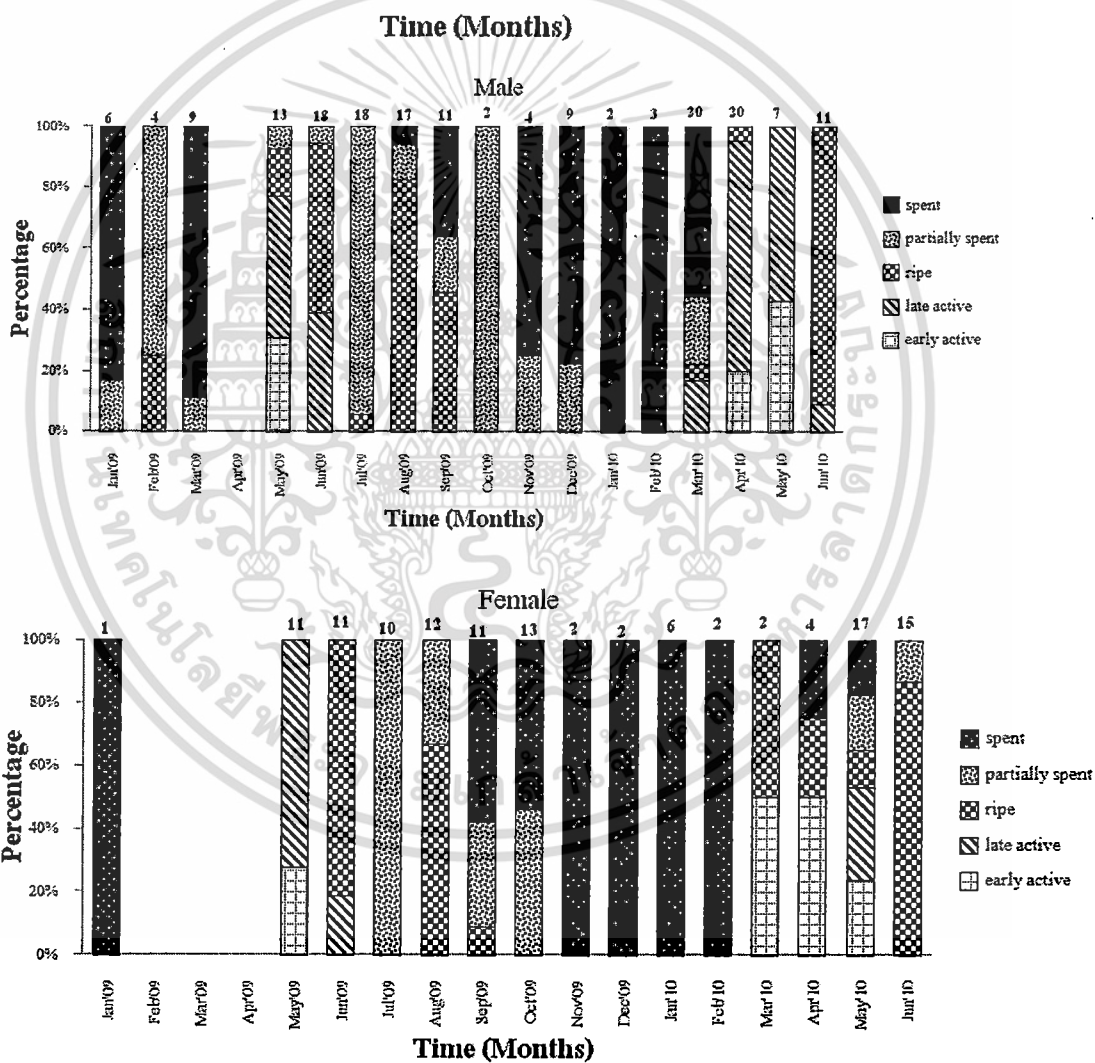 Time (Months)
Male
6 4 9 13 18 18 17 11 2 4 9 2 3 20 20 7 11
100%
80%
60%
40%
20%
0%
Percentage
spent
partially spent
ripe
late active
early active
Jan'09 Feb'09 Mar'09 Apr'09 May'09 Jun'09 Jul'09 Aug'09 Sep'09 Oct'09 Nov'09 Dec'09 Jan'10 Feb'10 Mar'10 Apr'10 May'10 Jun'10
Time (Months)
Female
1 11 11 10 12 11 13 2 2 6 2 2 4 17 15
100%
80%
60%
40%
20%
0%
Percentage
spent
partially spent
ripe
late active
early active
Jan'09 Feb'09 Mar'09 Apr'09 May'09 Jun'09 Jul'09 Aug'09 Sep'09 Oct'09 Nov'09 Dec'09 Jan'10 Feb'10 Mar'10 Apr'10 May'10 Jun'10
Time (Months)